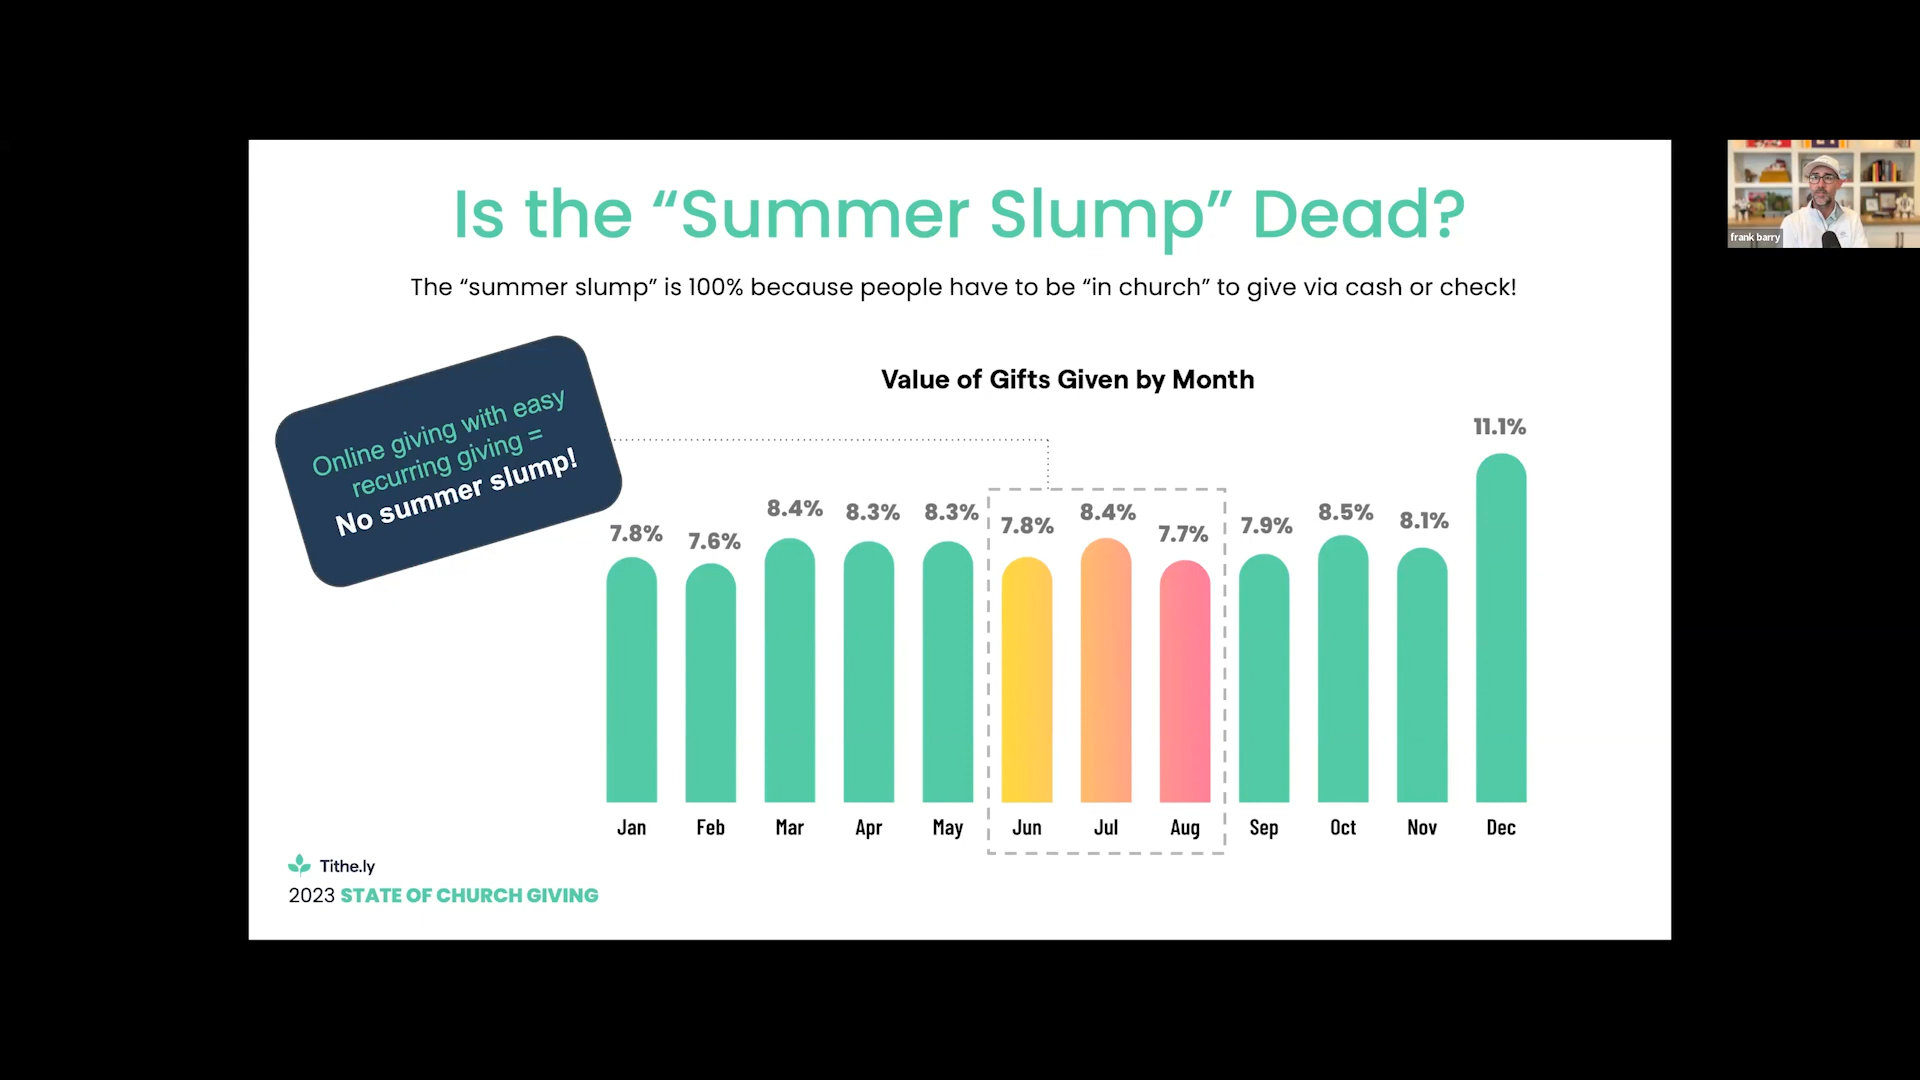 Is the “Summer Slump” Dead?
The “summer slump” is 100% because people have to be “in church” to give via cash or check!
Online giving with easy
recurring giving =
No summer slump!
Value of Gifts Given by Month
7.8% 7.6% 8.4% 8.3% 8.3% 7.8% 8.4% 7.7% 7.9% 8.5% 8.1% 11.1%
Jan Feb Mar Apr May Jun Jul Aug Sep Oct Nov Dec
Tithe.ly
2023 STATE OF CHURCH GIVING
frank barry